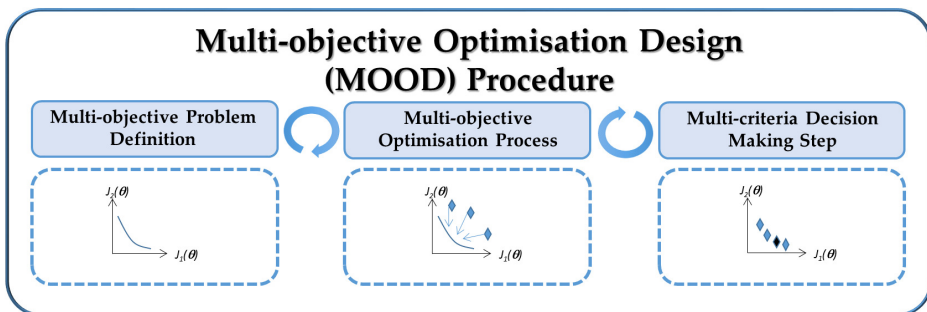 Multi-objective Optimisation Design
(MOOD) Procedure
Multi-objective Problem
Definition
Multi-objective
Optimisation Process
Multi-criteria Decision
Making Step
J₂(θ)
J₁(θ)
J₂(θ)
J₁(θ)
J₂(θ)
J₁(θ)